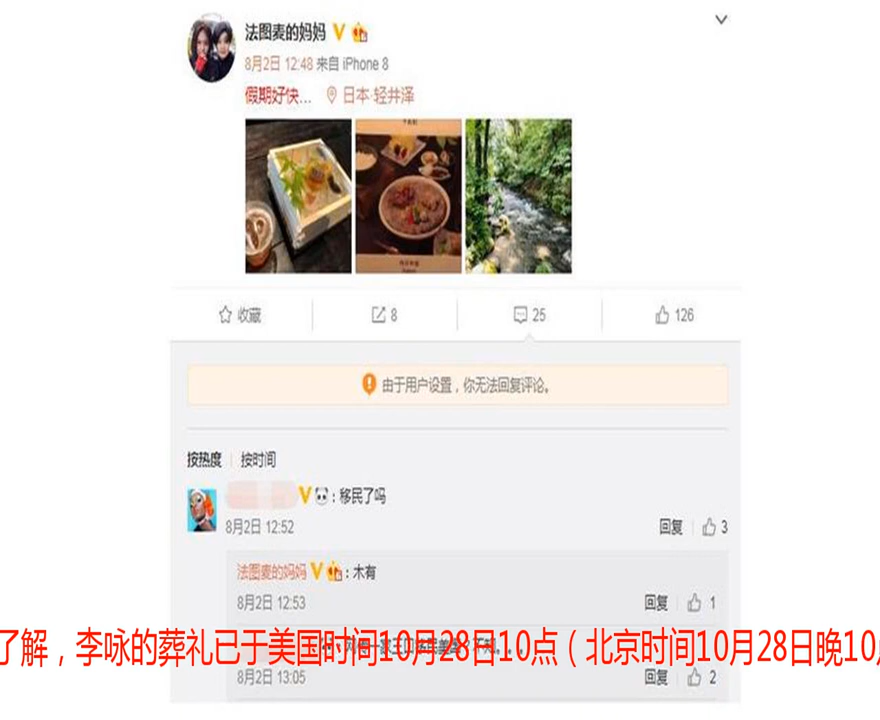 法图麦的妈妈
8月2日 12:48 来自 iPhone 8
假期好快... 日本·轻井泽
收藏 8 25 126
由于用户设置，你无法回复评论。
按热度 按时间
：移民了吗
8月2日 12:52 回复 3
法图麦的妈妈：木有
8月2日 12:53 回复 1
了解，李咏的葬礼已于美国时间10月28日10点（北京时间10月28日晚10点
8月2日 13:05 回复 2